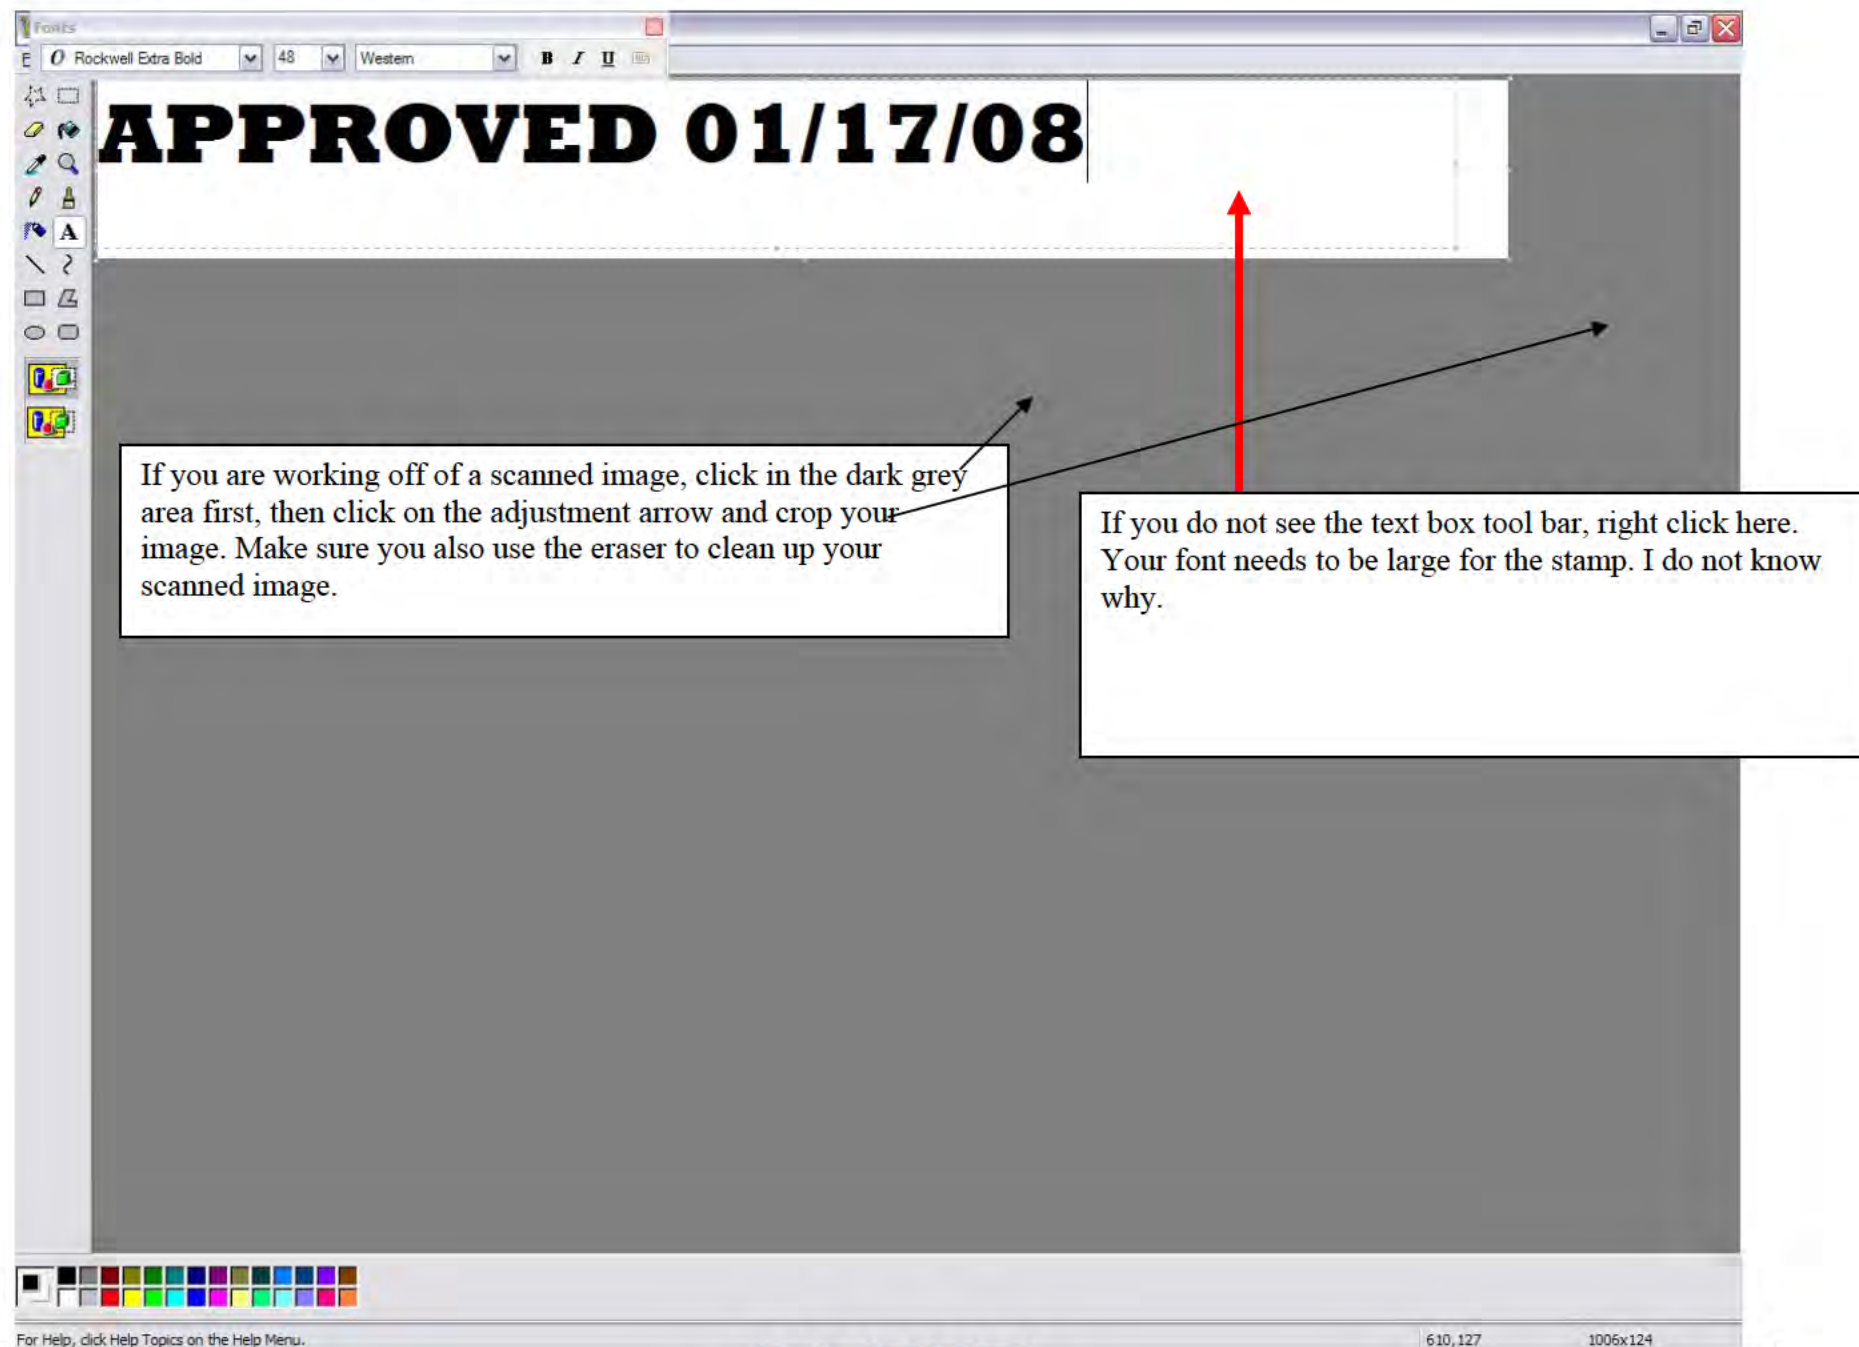 Fonts
E
O Rockwell Extra Bold 48 Western B I U
A
APPROVED 01/17/08
If you are working off of a scanned image, click in the dark grey
area first, then click on the adjustment arrow and crop your
image. Make sure you also use the eraser to clean up your
scanned image.
If you do not see the text box tool bar, right click here.
Your font needs to be large for the stamp. I do not know
why.
For Help, click Help Topics on the Help Menu. 610,127 1006x124